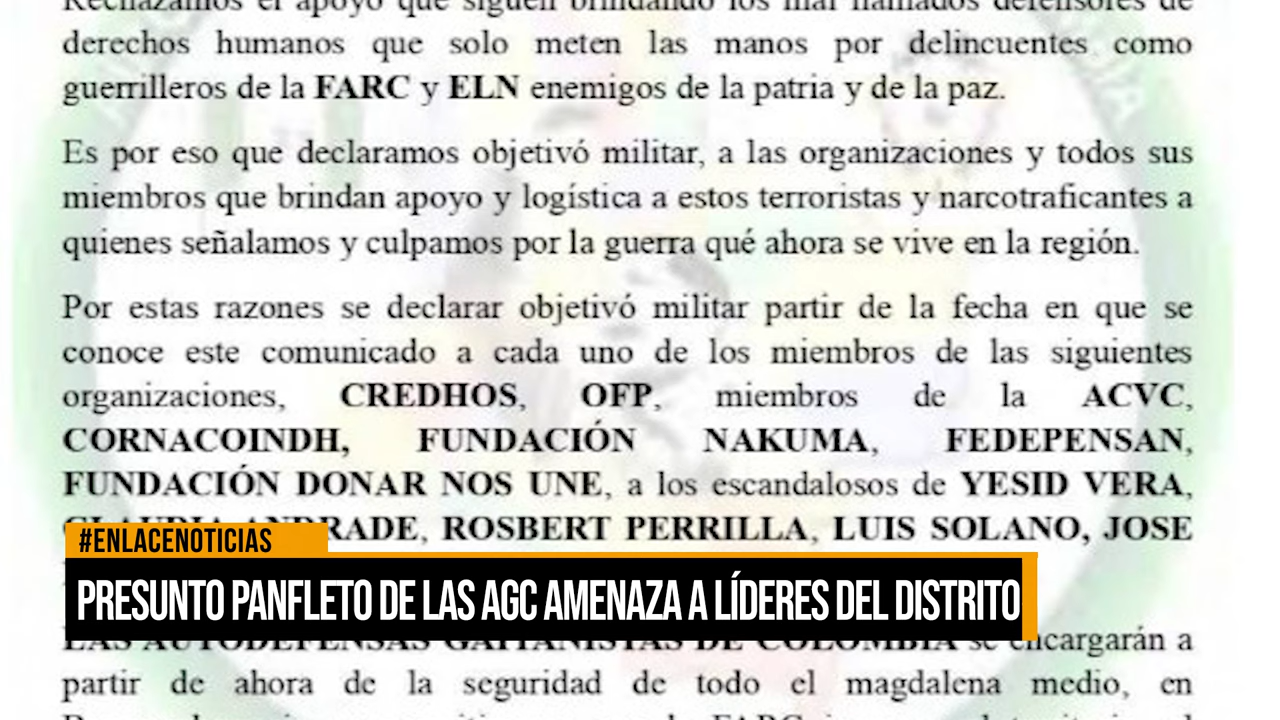 Rechazamos el apoyo que siguen brindando los mal llamados defensores de
derechos humanos que solo meten las manos por delincuentes como
guerrilleros de la FARC y ELN enemigos de la patria y de la paz.
Es por eso que declaramos objetivó militar, a las organizaciones y todos sus
miembros que brindan apoyo y logística a estos terroristas y narcotraficantes a
quienes señalamos y culpamos por la guerra qué ahora se vive en la región.
Por estas razones se declarar objetivó militar partir de la fecha en que se
conoce este comunicado a cada uno de los miembros de las siguientes
organizaciones, CREDHOS, OFP, miembros de la ACVC,
CORNACOINDH, FUNDACIÓN NAKUMA, FEDEPENSAN,
FUNDACIÓN DONAR NOS UNE, a los escandalosos de YESID VERA,
CLAUDIA ANDRADE, ROSBERT PERRILLA, LUIS SOLANO, JOSE
#ENLACENOTICIAS
PRESUNTO PANFLETO DE LAS AGC AMENAZA A LÍDERES DEL DISTRITO
LAS AUTODEFENSAS GAITANISTAS DE COLOMBIA se encargarán a
partir de ahora de la seguridad de todo el magdalena medio, en